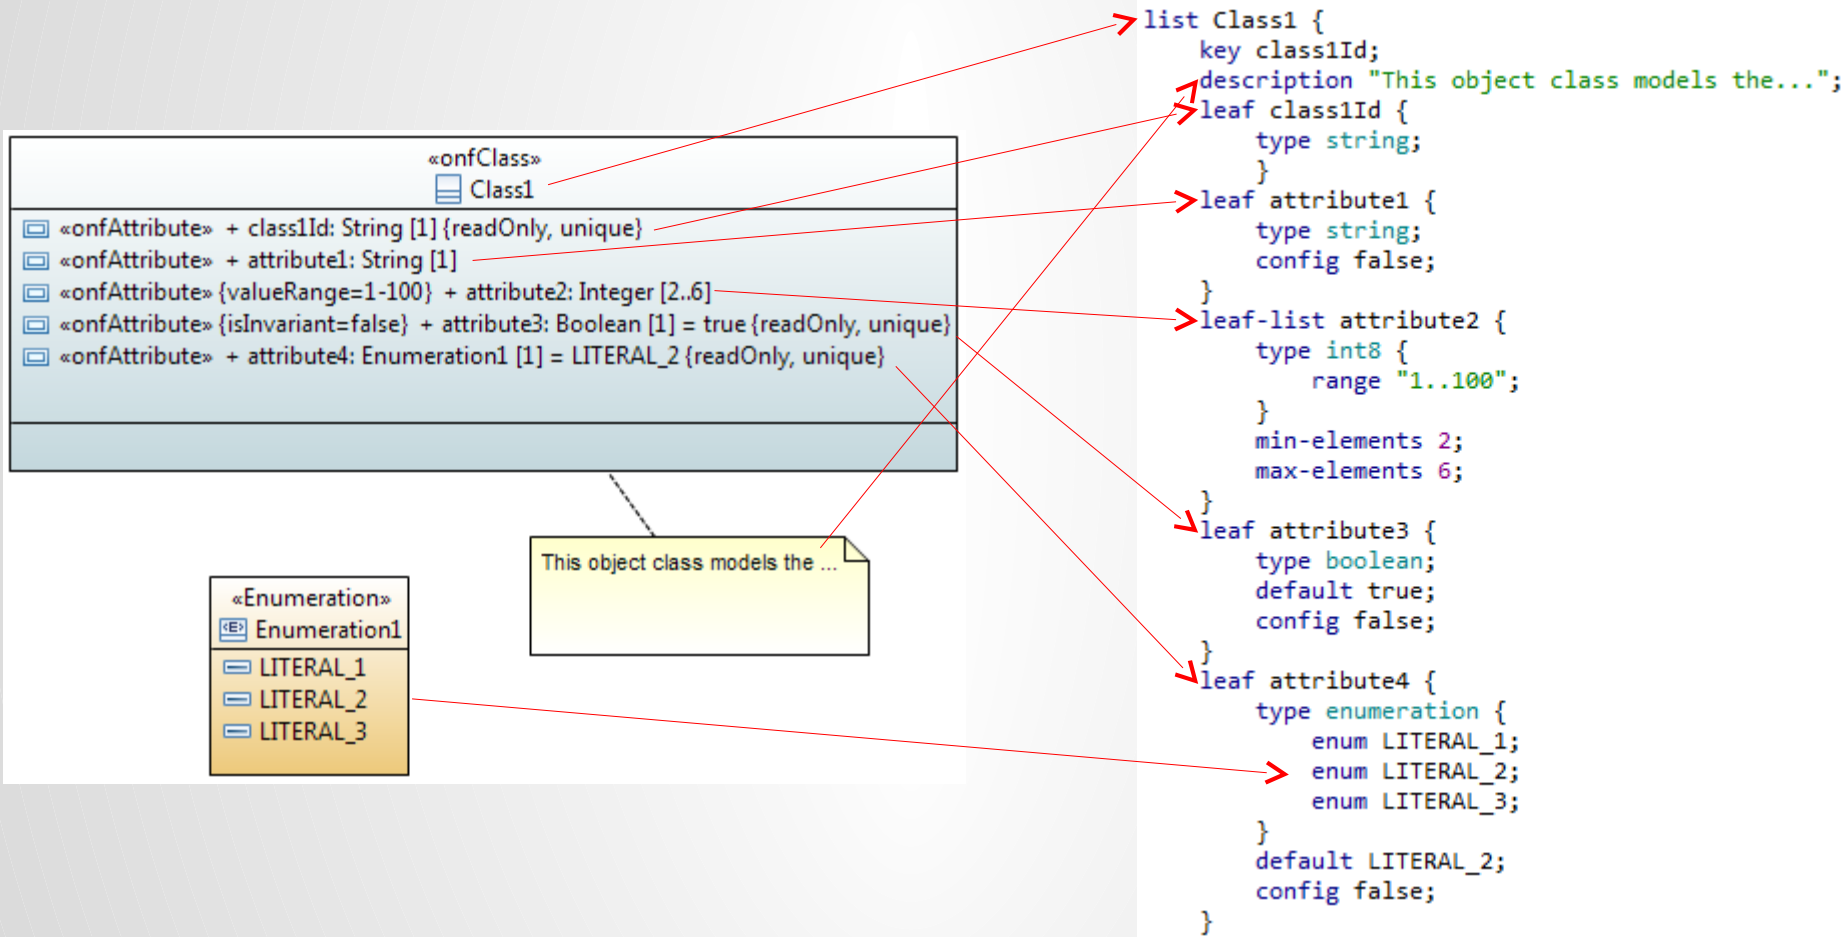 «onfClass»
Class1
«onfAttribute» + class1Id: String [1] {readOnly, unique}
«onfAttribute» + attribute1: String [1]
«onfAttribute» {valueRange=1-100} + attribute2: Integer [2..6]
«onfAttribute» {isInvariant=false} + attribute3: Boolean [1] = true {readOnly, unique}
«onfAttribute» + attribute4: Enumeration1 [1] = LITERAL_2 {readOnly, unique}
This object class models the ...
«Enumeration»
<E> Enumeration1
LITERAL_1
LITERAL_2
LITERAL_3
list Class1 {
key class1Id;
description "This object class models the...";
leaf class1Id {
type string;
}
leaf attribute1 {
type string;
config false;
}
leaf-list attribute2 {
type int8 {
range "1..100";
}
min-elements 2;
max-elements 6;
}
leaf attribute3 {
type boolean;
default true;
config false;
}
leaf attribute4 {
type enumeration {
enum LITERAL_1;
enum LITERAL_2;
enum LITERAL_3;
}
default LITERAL_2;
config false;
}